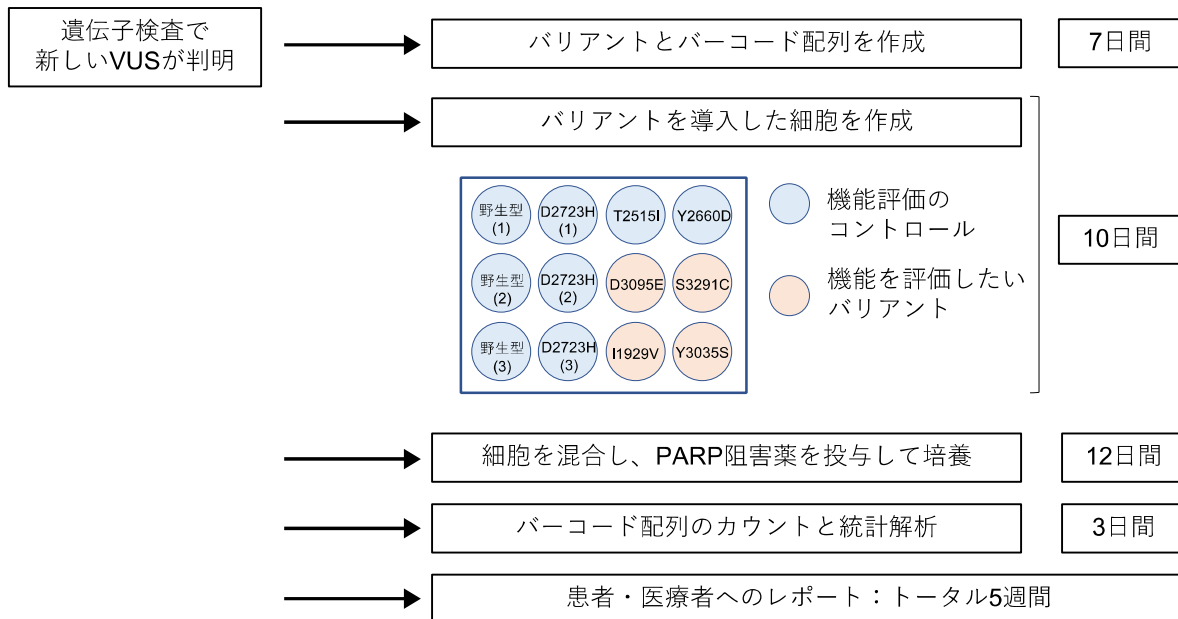 遺伝子検査で
新しいVUSが判明
バリアントとバーコード配列を作成
7日間
バリアントを導入した細胞を作成
野生型
(1)
D2723H
(1)
T2515I
Y2660D
野生型
(2)
D2723H
(2)
D3095E
S3291C
野生型
(3)
D2723H
(3)
I1929V
Y3035S
機能評価の
コントロール
機能を評価したい
バリアント
10日間
細胞を混合し、PARP阻害薬を投与して培養
12日間
バーコード配列のカウントと統計解析
3日間
患者・医療者へのレポート：トータル5週間